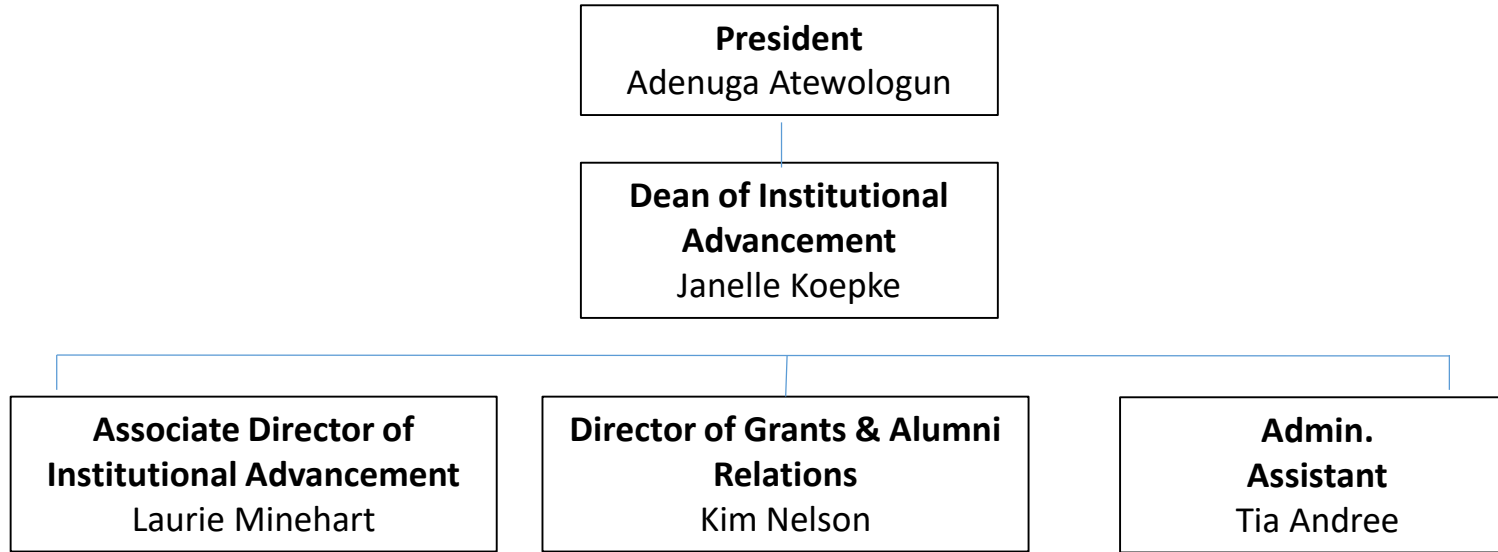 President
Adenuga Atewologun
Dean of Institutional
Advancement
Janelle Koepke
Associate Director of
Institutional Advancement
Laurie Minehart
Director of Grants & Alumni
Relations
Kim Nelson
Admin.
Assistant
Tia Andree